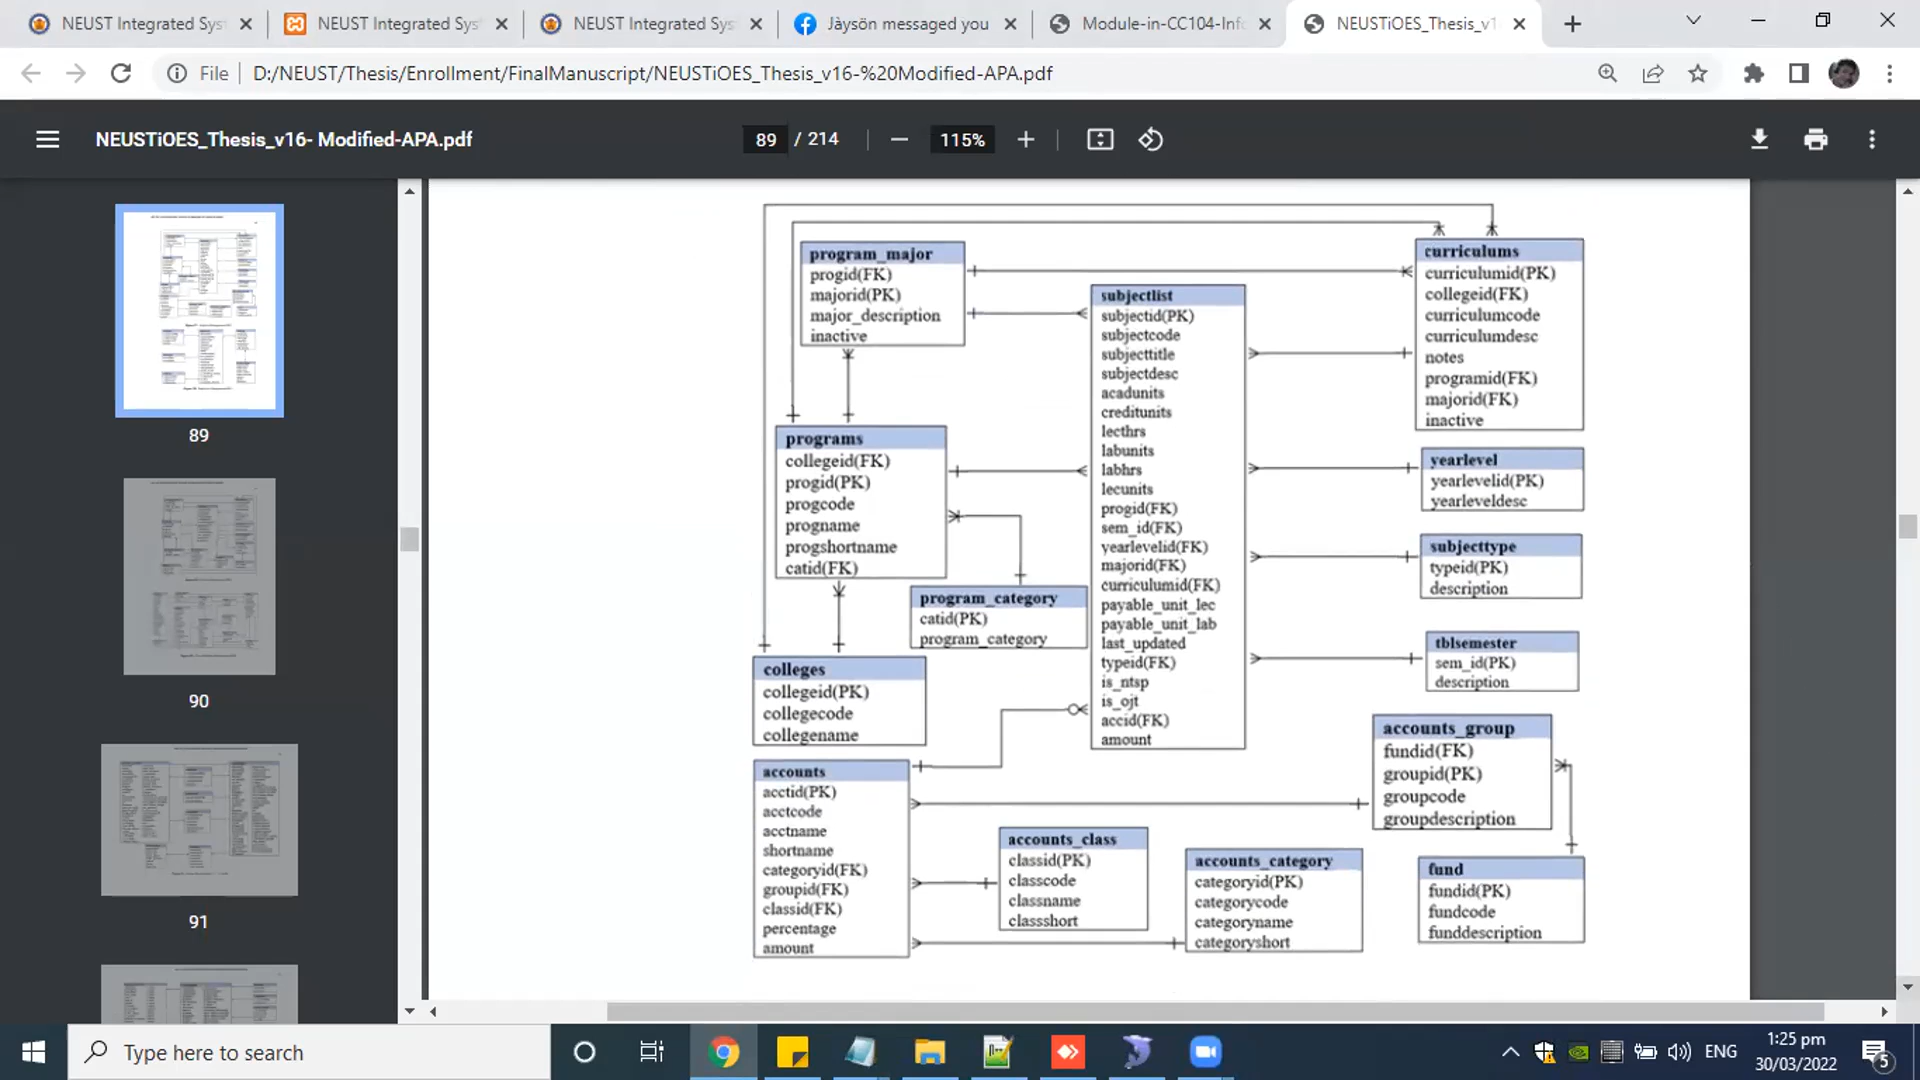 NEUST Integrated Sys
NEUST Integrated Sys
NEUST Integrated Sys
Jàysön messaged you
Module-in-CC104-Info
NEUSTiOES_Thesis_v1
File
D:/NEUST/Thesis/Enrollment/FinalManuscript/NEUSTiOES_Thesis_v16-%20Modified-APA.pdf
NEUSTiOES_Thesis_v16- Modified-APA.pdf
89 / 214
115%
89
90
91
program_major
progid(FK)
majorid(PK)
major_description
inactive
programs
collegeid(FK)
progid(PK)
progcode
progname
progshortname
catid(FK)
program_category
catid(PK)
program_category
colleges
collegeid(PK)
collegecode
collegename
subjectlist
subjectid(PK)
subjectcode
subjecttitle
subjectdesc
acadunits
creditunits
lecthrs
labunits
labhrs
lecunits
progid(FK)
sem_id(FK)
yearlevelid(FK)
majorid(FK)
curriculumid(FK)
payable_unit_lec
payable_unit_lab
last_updated
typeid(FK)
is_ntsp
is_ojt
accid(FK)
amount
curriculums
curriculumid(PK)
collegeid(FK)
curriculumcode
curriculumdesc
notes
programid(FK)
majorid(FK)
inactive
yearlevel
yearlevelid(PK)
yearleveldesc
subjecttype
typeid(PK)
description
tblsemester
sem_id(PK)
description
accounts_group
fundid(FK)
groupid(PK)
groupcode
groupdescription
accounts
acctid(PK)
acctcode
acctname
shortname
categoryid(FK)
groupid(FK)
classid(FK)
percentage
amount
accounts_class
classid(PK)
classcode
classname
classshort
accounts_category
categoryid(PK)
categorycode
categoryname
categoryshort
fund
fundid(PK)
fundcode
funddescription
Type here to search
ENG
1:25 pm
30/03/2022
5